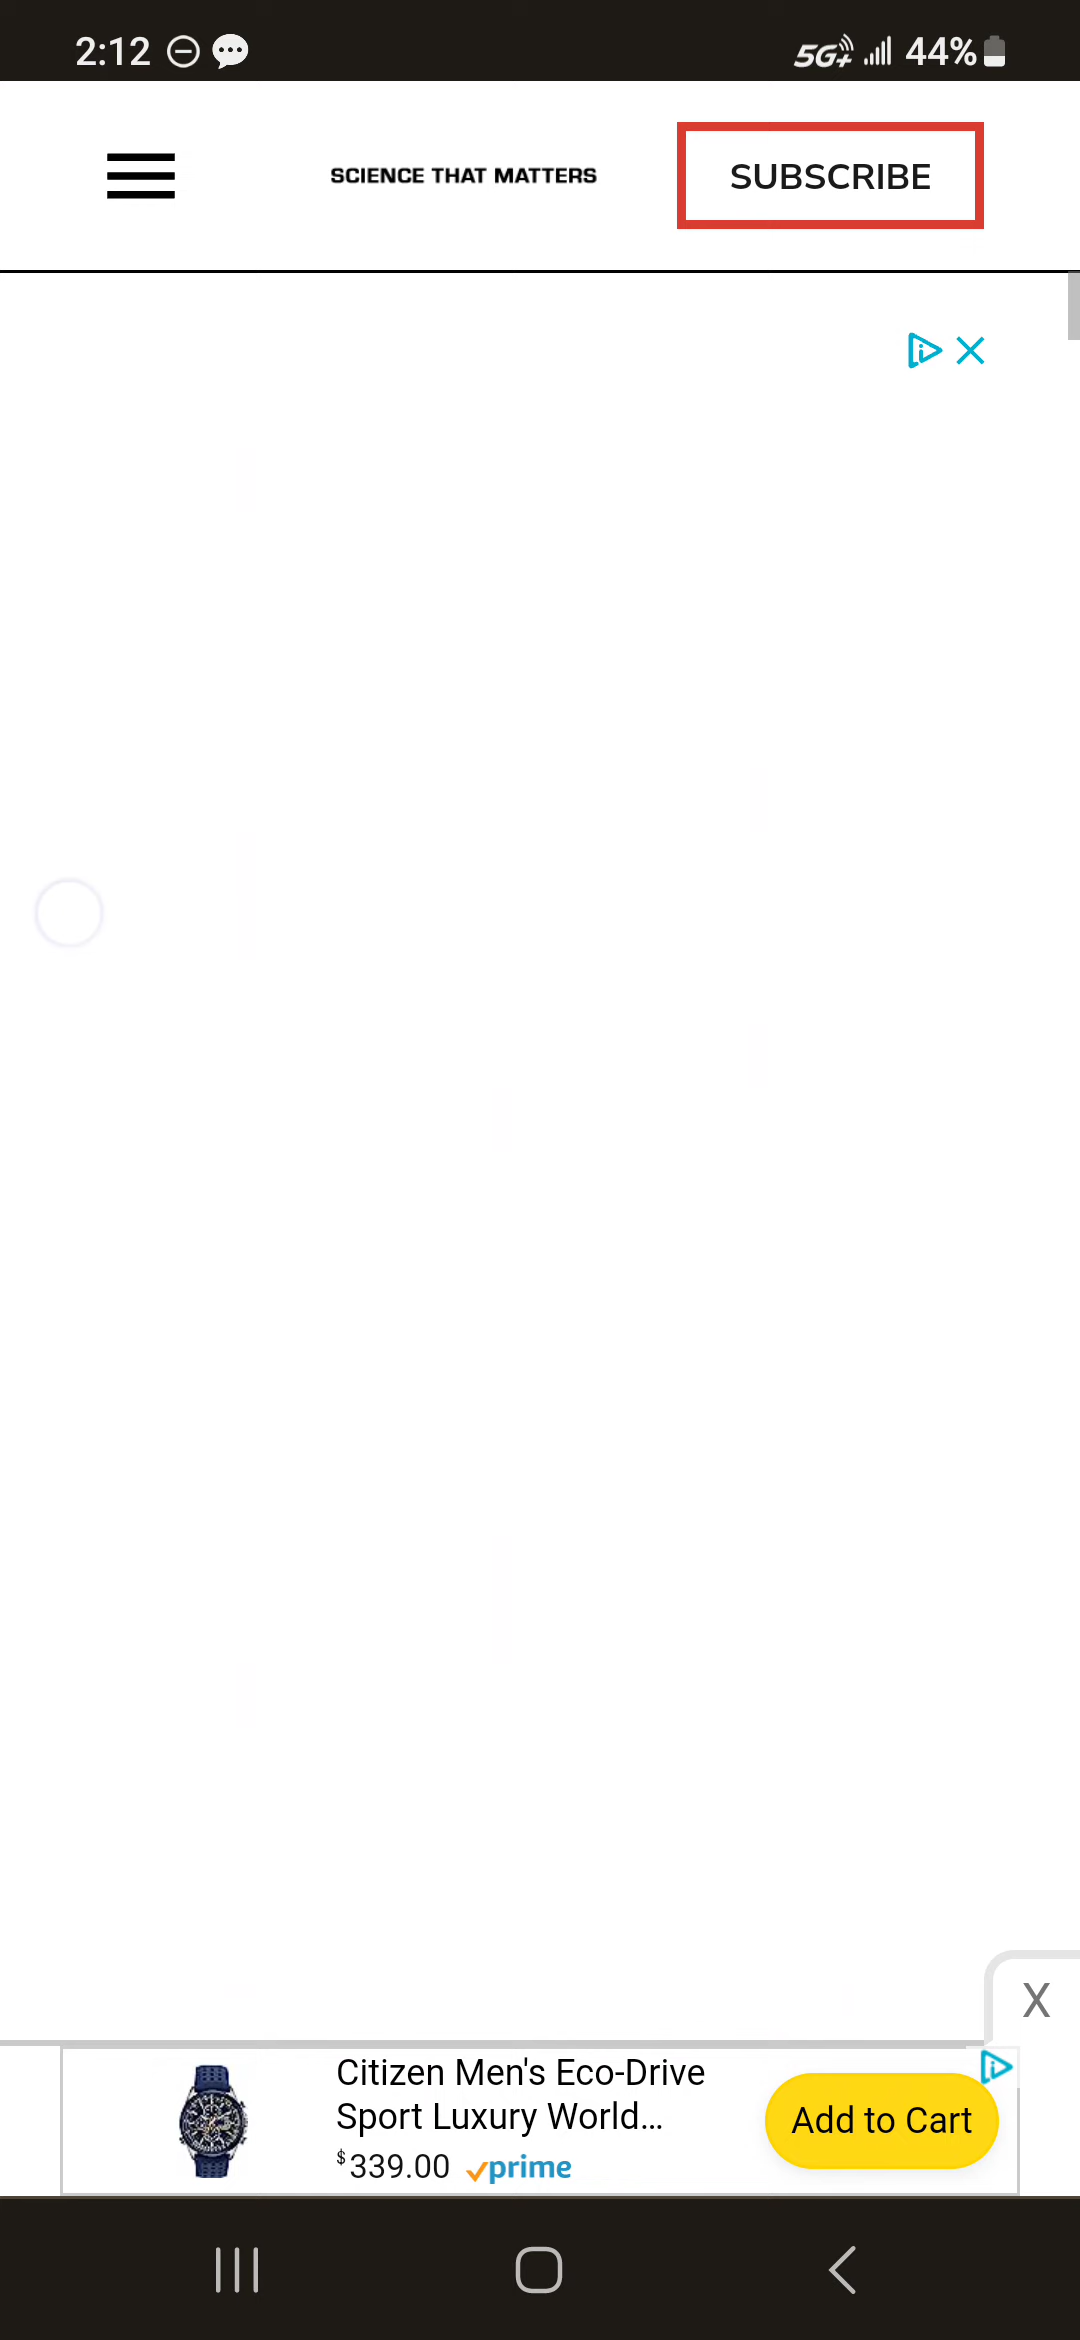 2:12 5G+ 44%
SCIENCE THAT MATTERS
SUBSCRIBE
X
Citizen Men's Eco-Drive
Sport Luxury World...
$339.00 prime
Add to Cart